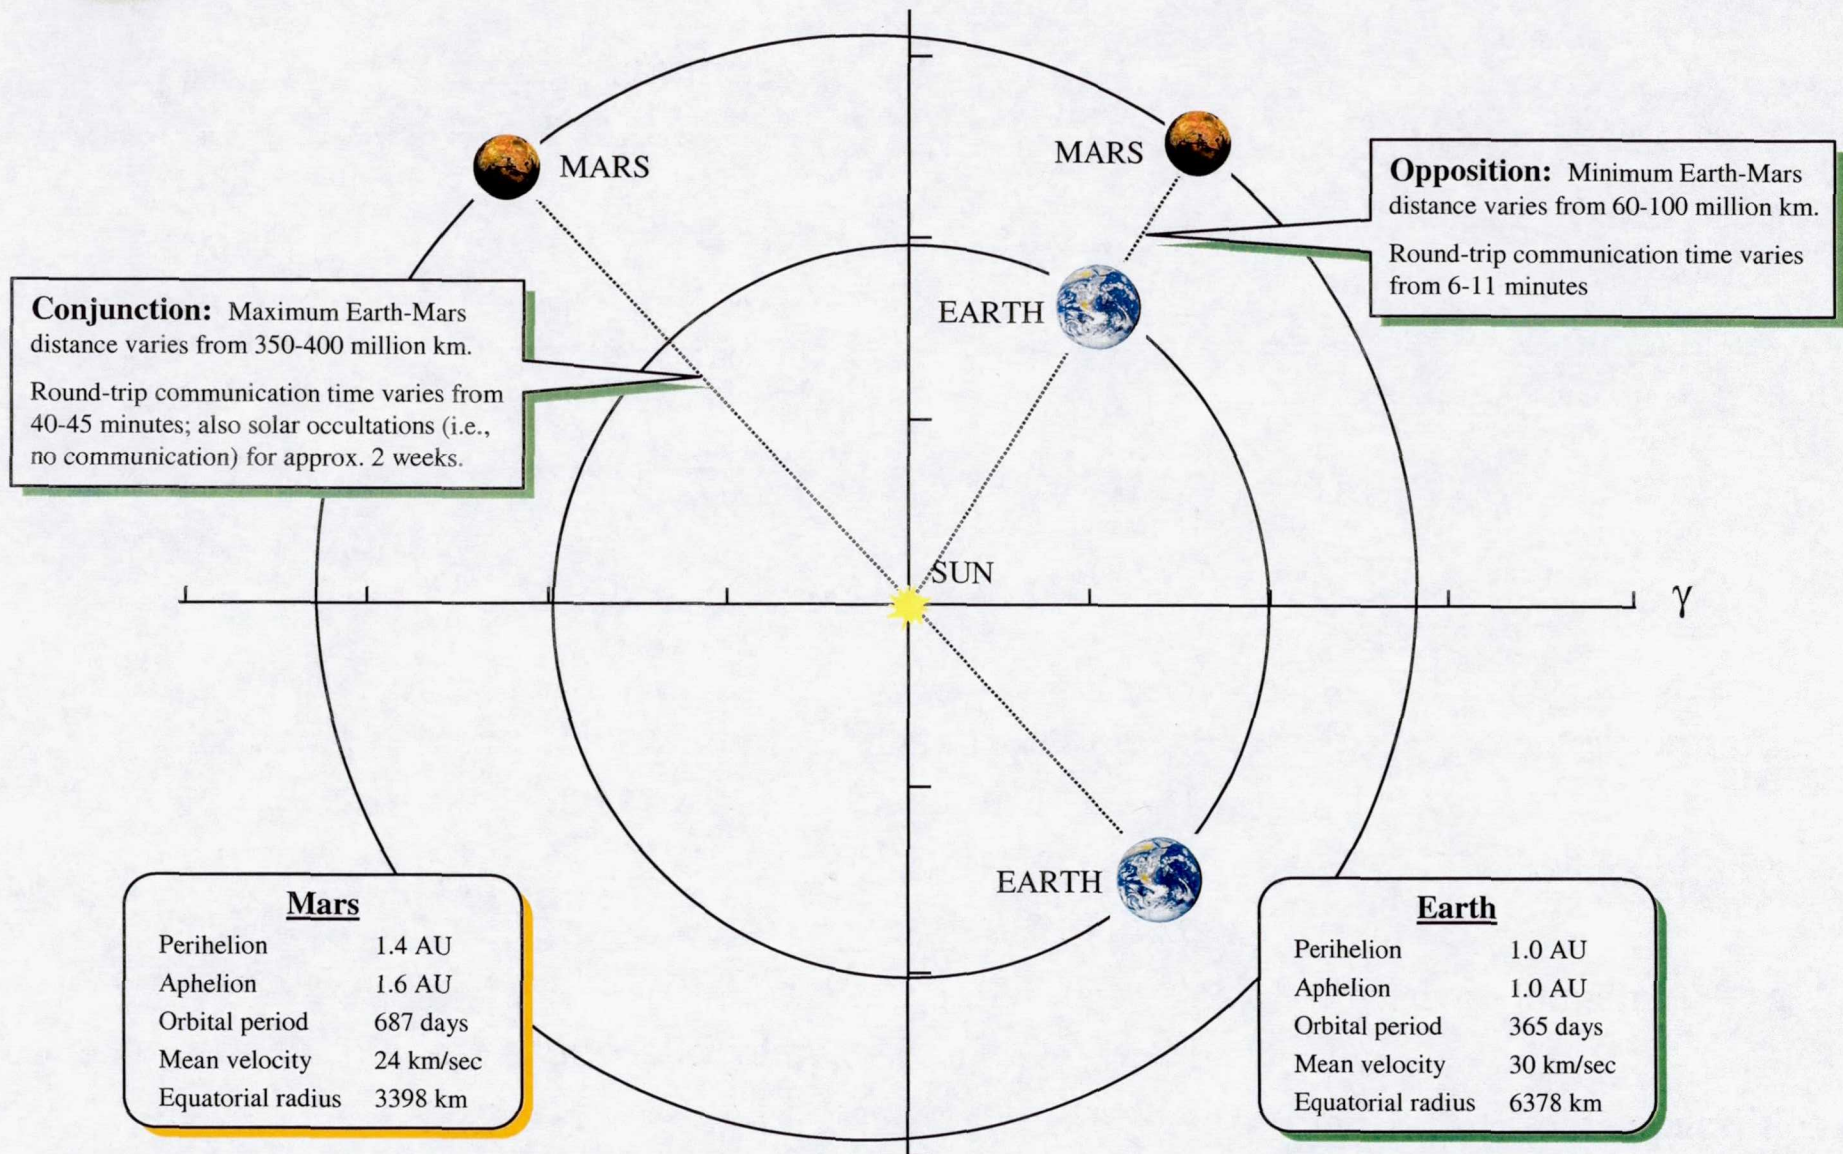 MARS
MARS
Opposition: Minimum Earth-Mars
distance varies from 60-100 million km.
Round-trip communication time varies
from 6-11 minutes
EARTH
Conjunction: Maximum Earth-Mars
distance varies from 350-400 million km.
Round-trip communication time varies from
40-45 minutes; also solar occultations (i.e.,
no communication) for approx. 2 weeks.
SUN
γ
EARTH
Mars
Perihelion 1.4 AU
Aphelion 1.6 AU
Orbital period 687 days
Mean velocity 24 km/sec
Equatorial radius 3398 km
Earth
Perihelion 1.0 AU
Aphelion 1.0 AU
Orbital period 365 days
Mean velocity 30 km/sec
Equatorial radius 6378 km